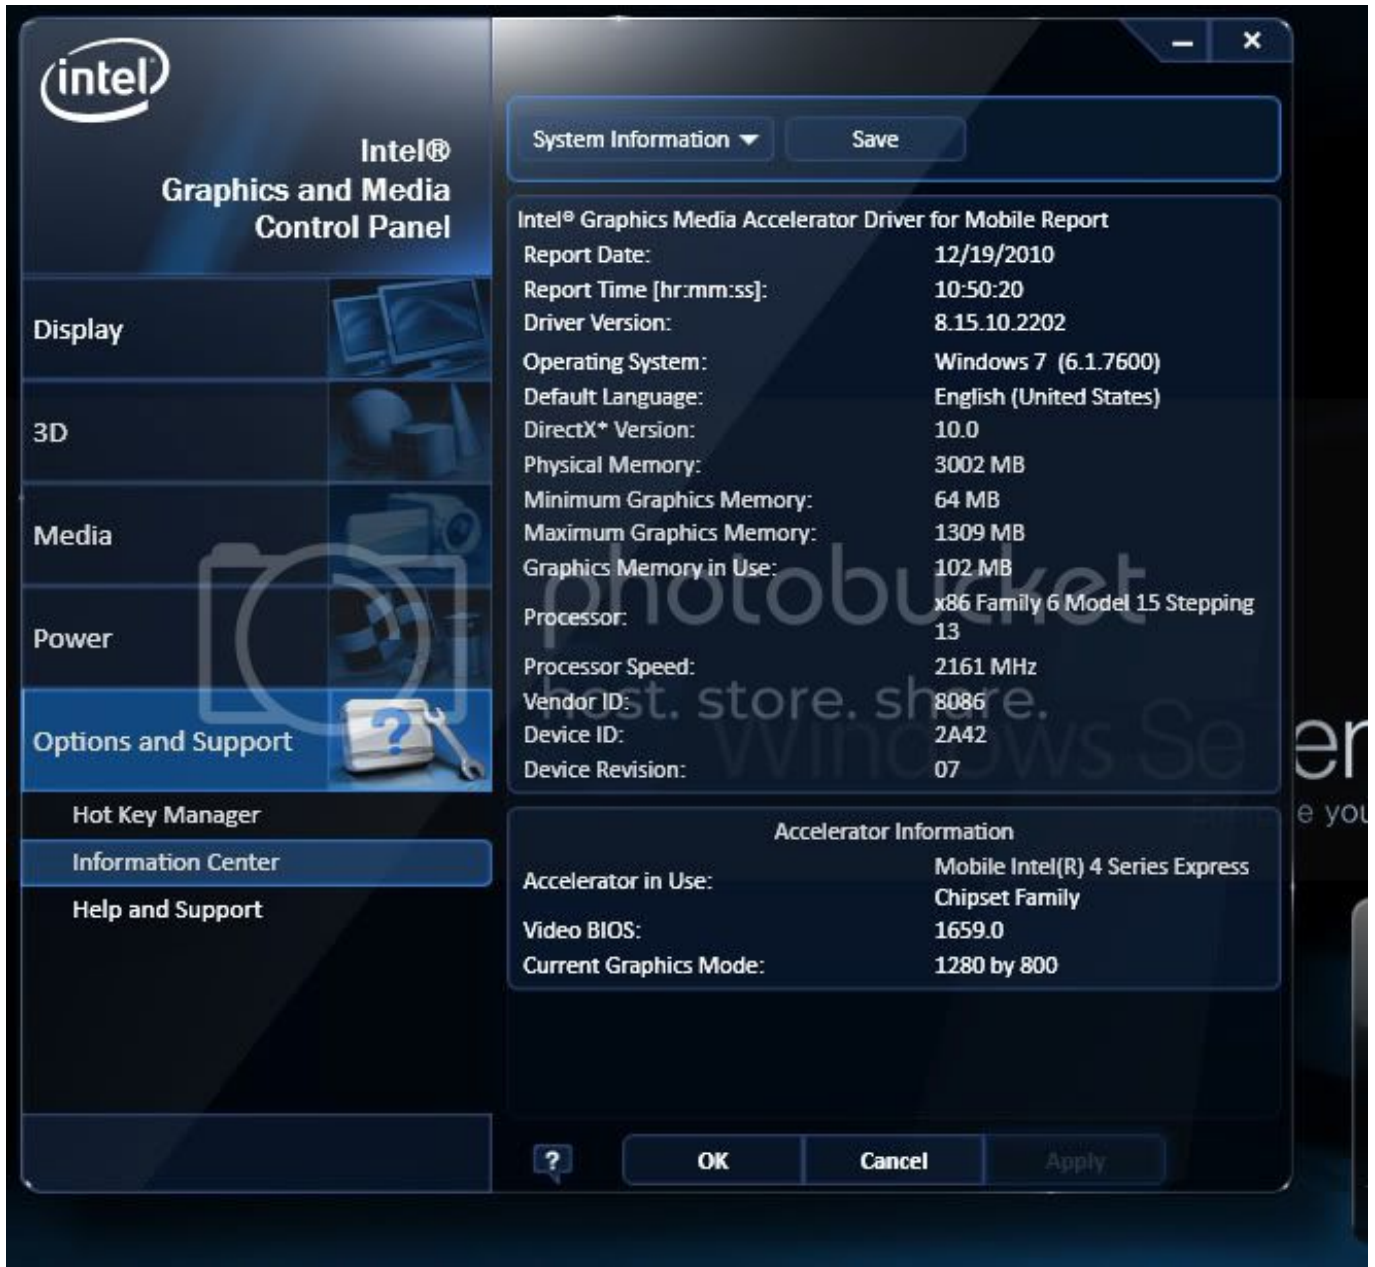 intel
Intel®
Graphics and Media
Control Panel
Display
3D
Media
Power
Options and Support
Hot Key Manager
Information Center
Help and Support
System Information Save
Intel® Graphics Media Accelerator Driver for Mobile Report
Report Date: 12/19/2010
Report Time [hr:mm:ss]: 10:50:20
Driver Version: 8.15.10.2202
Operating System: Windows 7 (6.1.7600)
Default Language: English (United States)
DirectX* Version: 10.0
Physical Memory: 3002 MB
Minimum Graphics Memory: 64 MB
Maximum Graphics Memory: 1309 MB
Graphics Memory in Use: 102 MB
Processor: x86 Family 6 Model 15 Stepping
13
Processor Speed: 2161 MHz
Vendor ID: 8086
Device ID: 2A42
Device Revision: 07
Accelerator Information
Accelerator in Use: Mobile Intel(R) 4 Series Express
Chipset Family
Video BIOS: 1659.0
Current Graphics Mode: 1280 by 800
? OK Cancel Apply
photobucket
host. store. share.
Windows Se er
e you